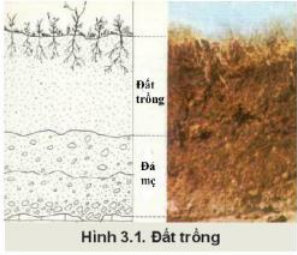 Đất
trồng
Đá
mẹ
Hình 3.1. Đất trồng